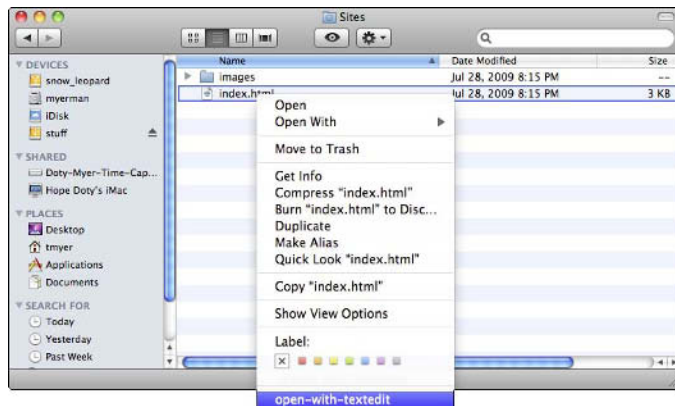 Sites
Name
Date Modified
Size
▼ DEVICES
snow_leopard
myerman
iDisk
stuff
▼ SHARED
Doty-Myer-Time-Cap...
Hope Doty's iMac
▼ PLACES
Desktop
tmyer
Applications
Documents
▼ SEARCH FOR
Today
Yesterday
Past Week
images Jul 28, 2009 8:15 PM --
index.html Jul 28, 2009 8:15 PM 3 KB
Open
Open With
Move to Trash
Get Info
Compress "index.html"
Burn "index.html" to Disc...
Duplicate
Make Alias
Quick Look "index.html"
Copy "index.html"
Show View Options
Label:
open-with-textedit